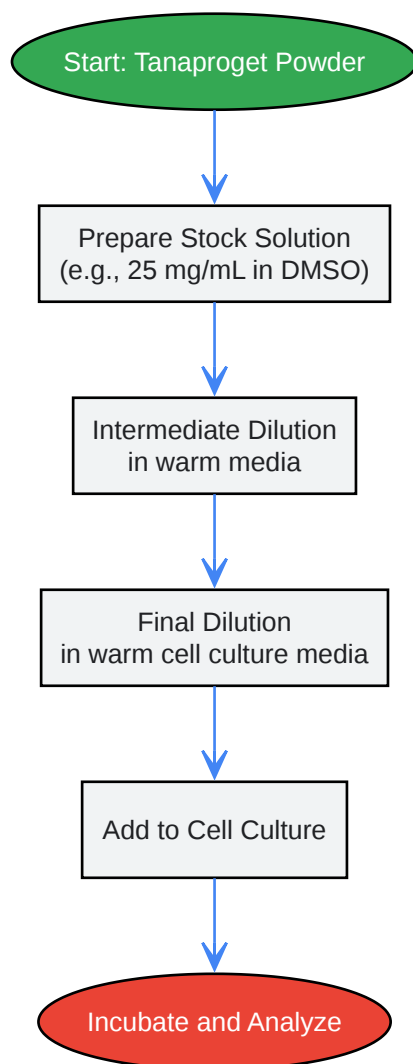 Start: Tanaproget Powder
Prepare Stock Solution
(e.g., 25 mg/mL in DMSO)
Intermediate Dilution
in warm media
Final Dilution
in warm cell culture media
Add to Cell Culture
Incubate and Analyze